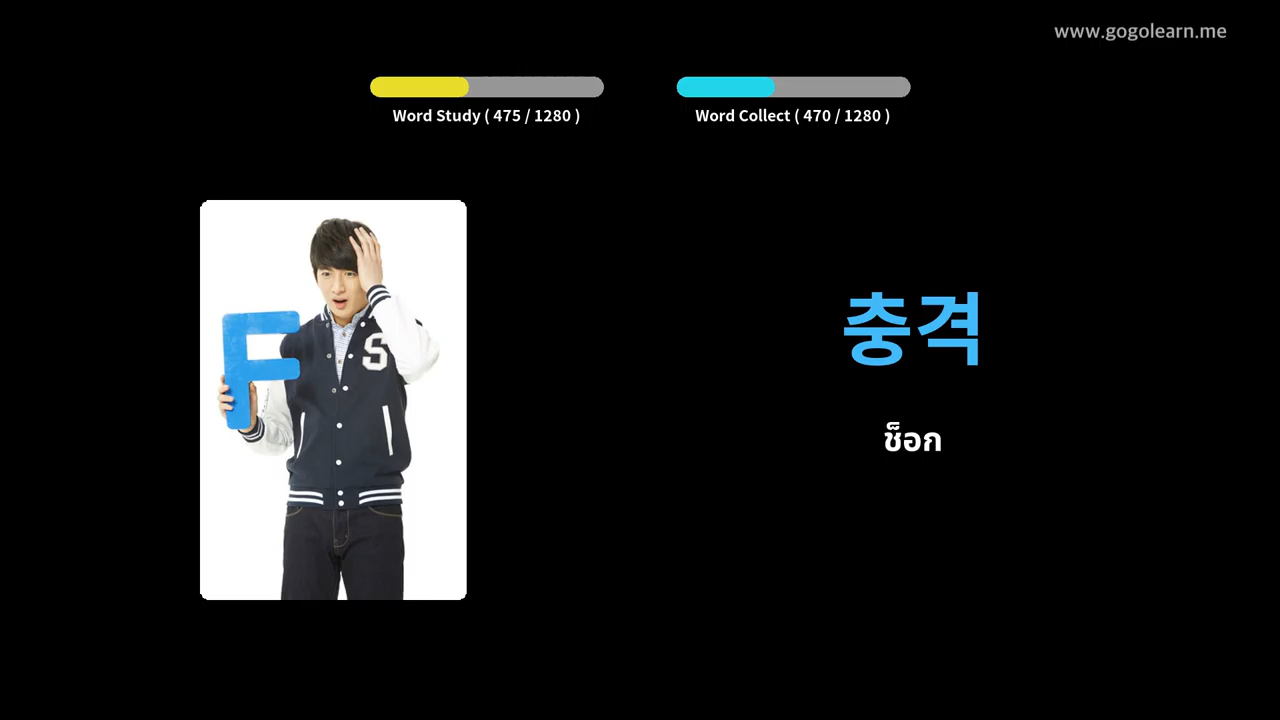 www.gogolearn.me
Word Study ( 475 / 1280 )
Word Collect ( 470 / 1280 )
F
S
충격
ช็อก